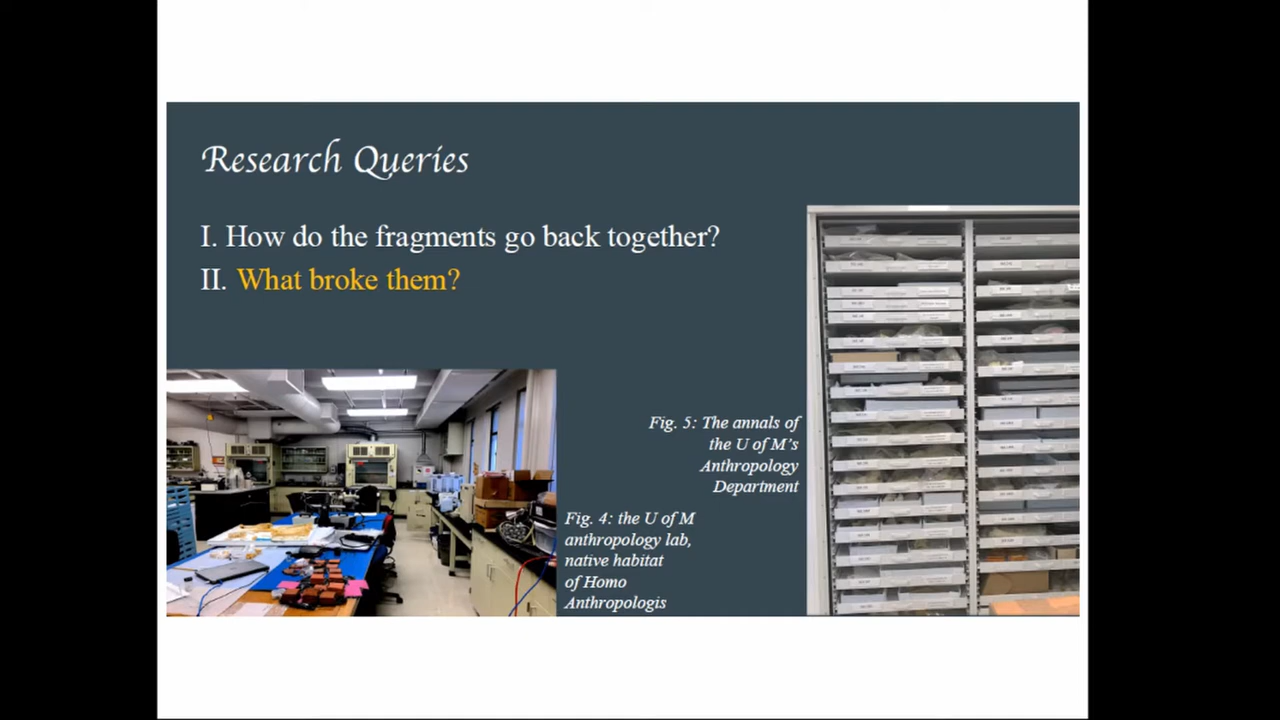 Research Queries
I. How do the fragments go back together?
II. What broke them?
Fig. 5: The annals of
the U of M's
Anthropology
Department
Fig. 4: the U of M
anthropology lab,
native habitat
of Homo
Anthropologis